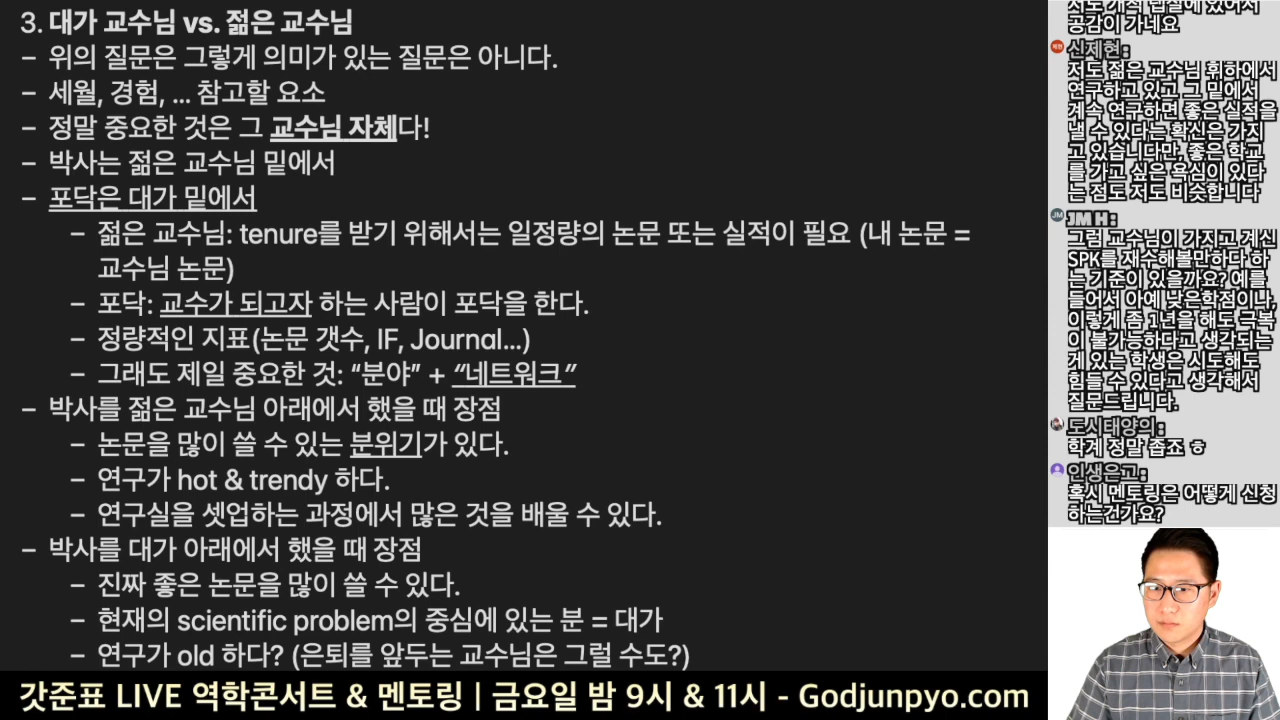 3. 대가 교수님 vs. 젊은 교수님
– 위의 질문은 그렇게 의미가 있는 질문은 아니다.
– 세월, 경험, ... 참고할 요소
– 정말 중요한 것은 그 교수님 자체다!
– 박사는 젊은 교수님 밑에서
– 포닥은 대가 밑에서
– 젊은 교수님: tenure를 받기 위해서는 일정량의 논문 또는 실적이 필요 (내 논문 =
교수님 논문)
– 포닥: 교수가 되고자 하는 사람이 포닥을 한다.
– 정량적인 지표(논문 갯수, IF, Journal...)
– 그래도 제일 중요한 것: “분야” + “네트워크”
– 박사를 젊은 교수님 아래에서 했을 때 장점
– 논문을 많이 쓸 수 있는 분위기가 있다.
– 연구가 hot & trendy 하다.
– 연구실을 셋업하는 과정에서 많은 것을 배울 수 있다.
– 박사를 대가 아래에서 했을 때 장점
– 진짜 좋은 논문을 많이 쓸 수 있다.
– 현재의 scientific problem의 중심에 있는 분 = 대가
– 연구가 old 하다? (은퇴를 앞두는 교수님은 그럴 수도?)
공감이 가네요
신제현:
저도 젊은 교수님 휘하에서
연구하고 있고 그 밑에서
계속 연구하면 좋은 실적을
낼 수 있다는 확신은 가지
고 있습니다만, 좋은 학교
를 가고 싶은 욕심이 있다
는 점도 저도 비슷합니다
JM H:
그럼 교수님이 가지고 계신
SPK를 재수해볼만하다 하
는 기준이 있을까요? 예를
들어서 아예 낮은학점이나,
이렇게 좀 1년을 해도 극복
이 불가능하다고 생각되는
게 있는 학생은 시도해도
힘들 수 있다고 생각해서
질문드립니다.
도시태양의:
학계 정말 좁죠 ㅎ
인생은고:
혹시 멘토링은 어떻게 신청
하는건가요?
갓준표 LIVE 역학콘서트 & 멘토링 | 금요일 밤 9시 & 11시 - Godjunpyo.com